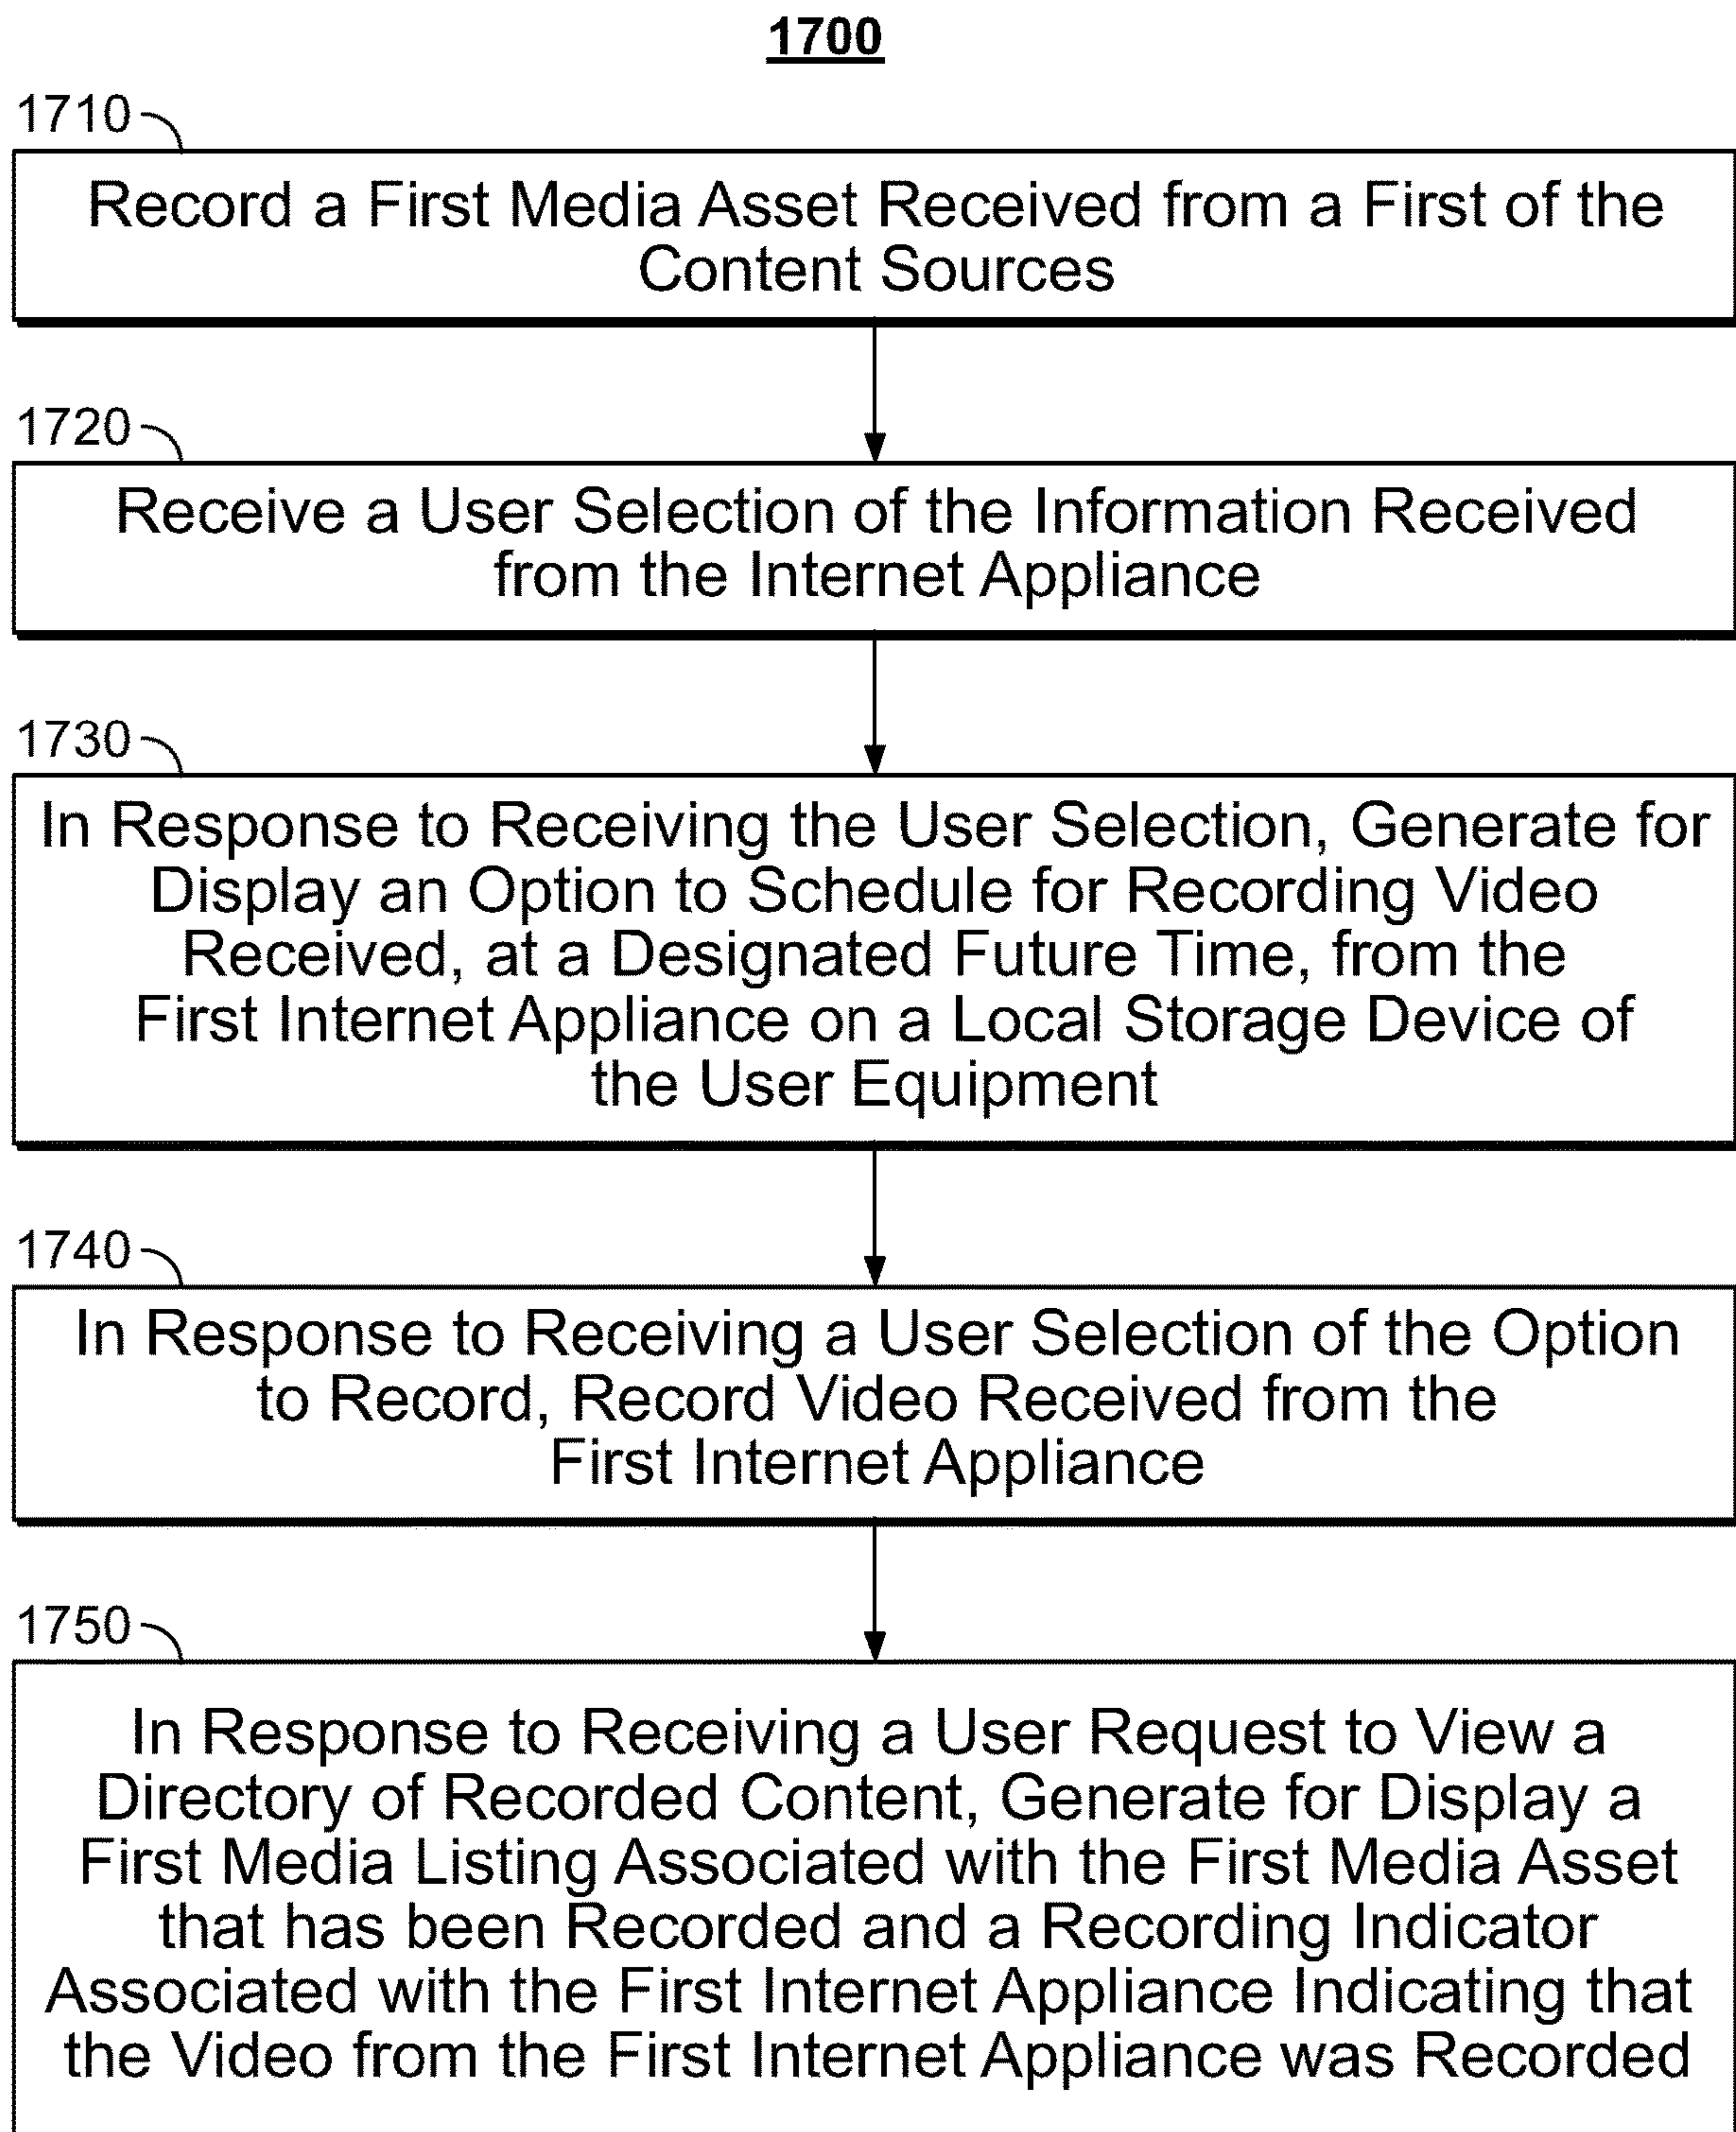 1700
1710
Record a First Media Asset Received from a First of the
Content Sources
1720
Receive a User Selection of the Information Received
from the Internet Appliance
1730
In Response to Receiving the User Selection, Generate for
Display an Option to Schedule for Recording Video
Received, at a Designated Future Time, from the
First Internet Appliance on a Local Storage Device of
the User Equipment
1740
In Response to Receiving a User Selection of the Option
to Record, Record Video Received from the
First Internet Appliance
1750
In Response to Receiving a User Request to View a
Directory of Recorded Content, Generate for Display a
First Media Listing Associated with the First Media Asset
that has been Recorded and a Recording Indicator
Associated with the First Internet Appliance Indicating that
the Video from the First Internet Appliance was Recorded